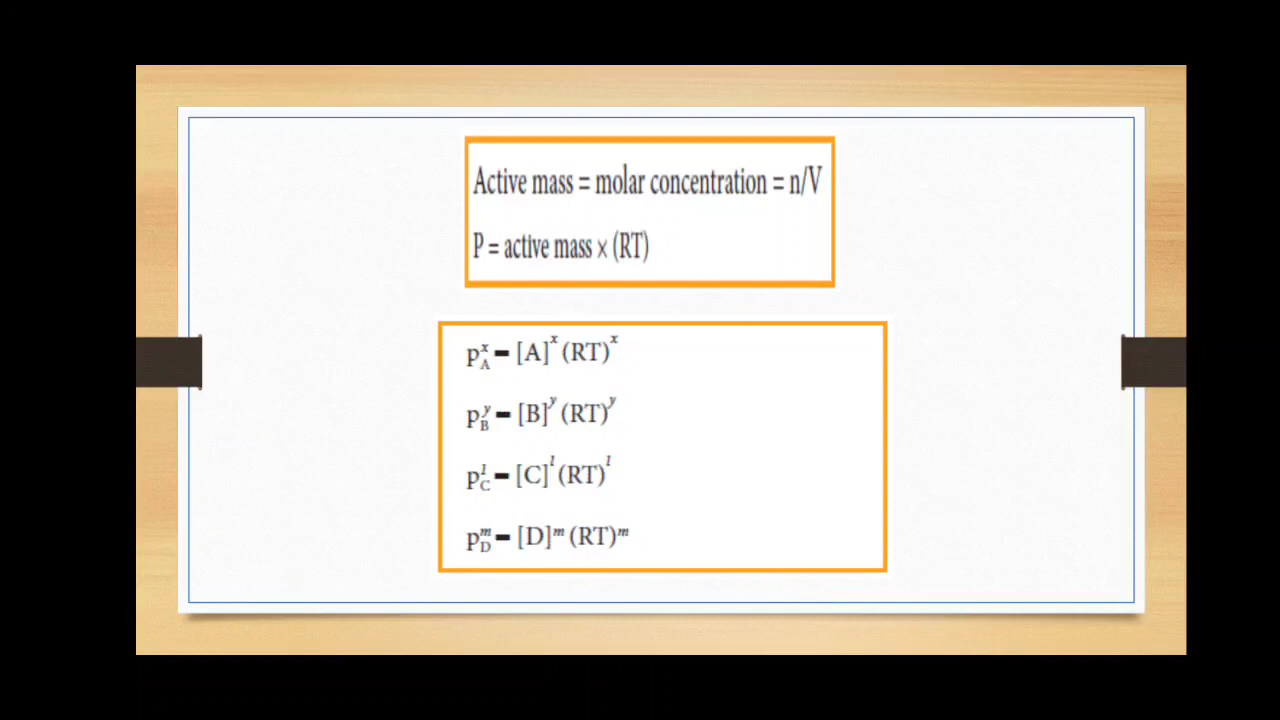 Active mass = molar concentration = n/V
P = active mass × (RT)
p_A^x = [A]^x (RT)^x
p_B^y = [B]^y (RT)^y
p_C^l = [C]^l (RT)^l
p_D^m = [D]^m (RT)^m